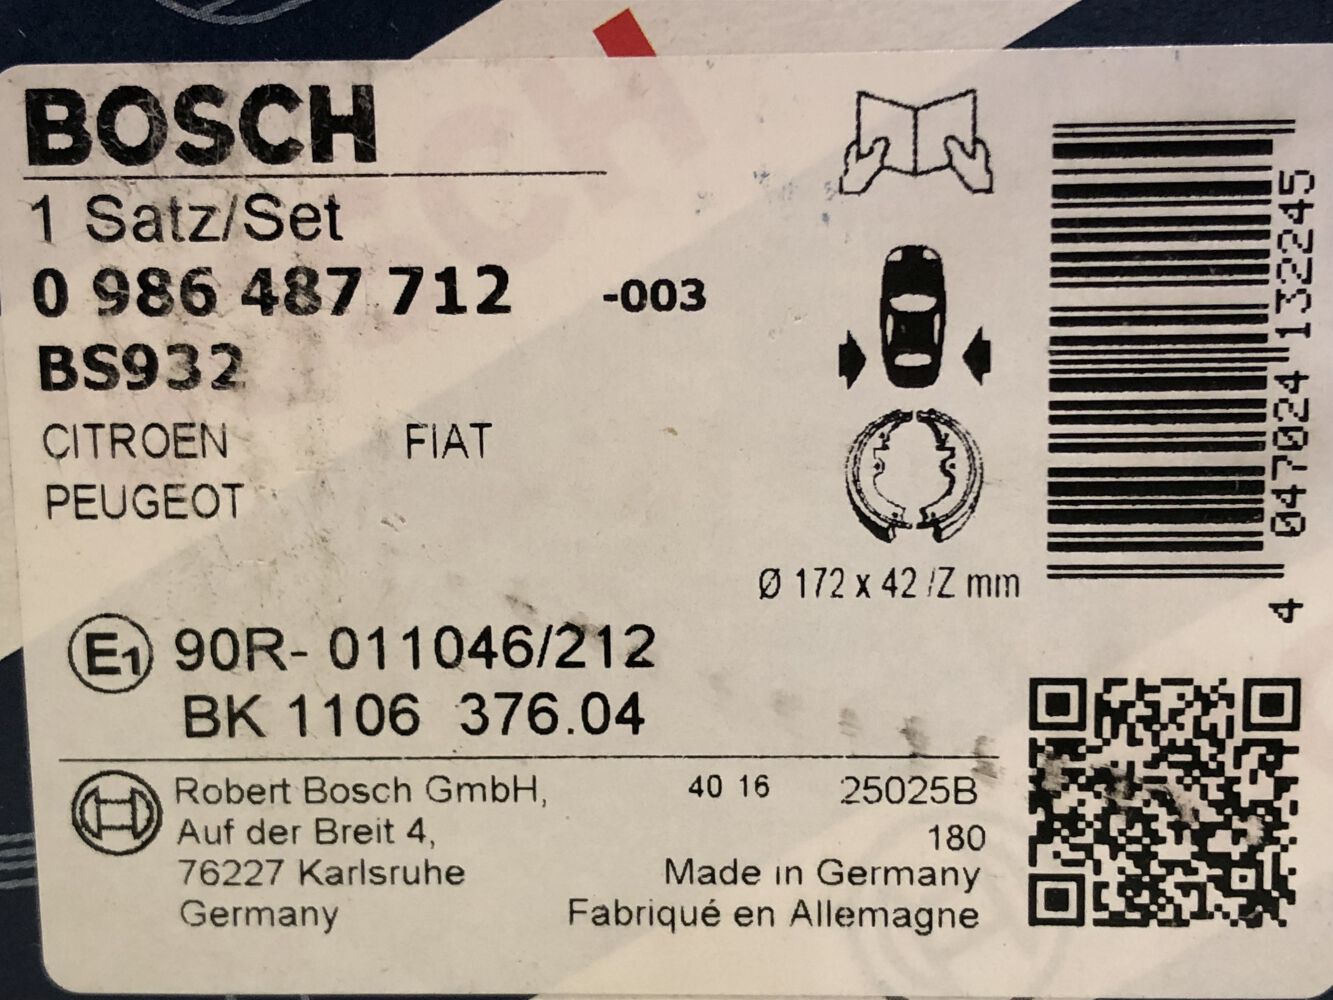 BOSCH
1 Satz/Set
0 986 487 712 -003
BS932
CITROEN FIAT
PEUGEOT
Ø 172 x 42 /Z mm
E1 90R- 011046/212
BK 1106 376.04
Robert Bosch GmbH,
Auf der Breit 4,
76227 Karlsruhe
Germany
40 16 25025B
180
Made in Germany
Fabriqué en Allemagne
4 047024 132245